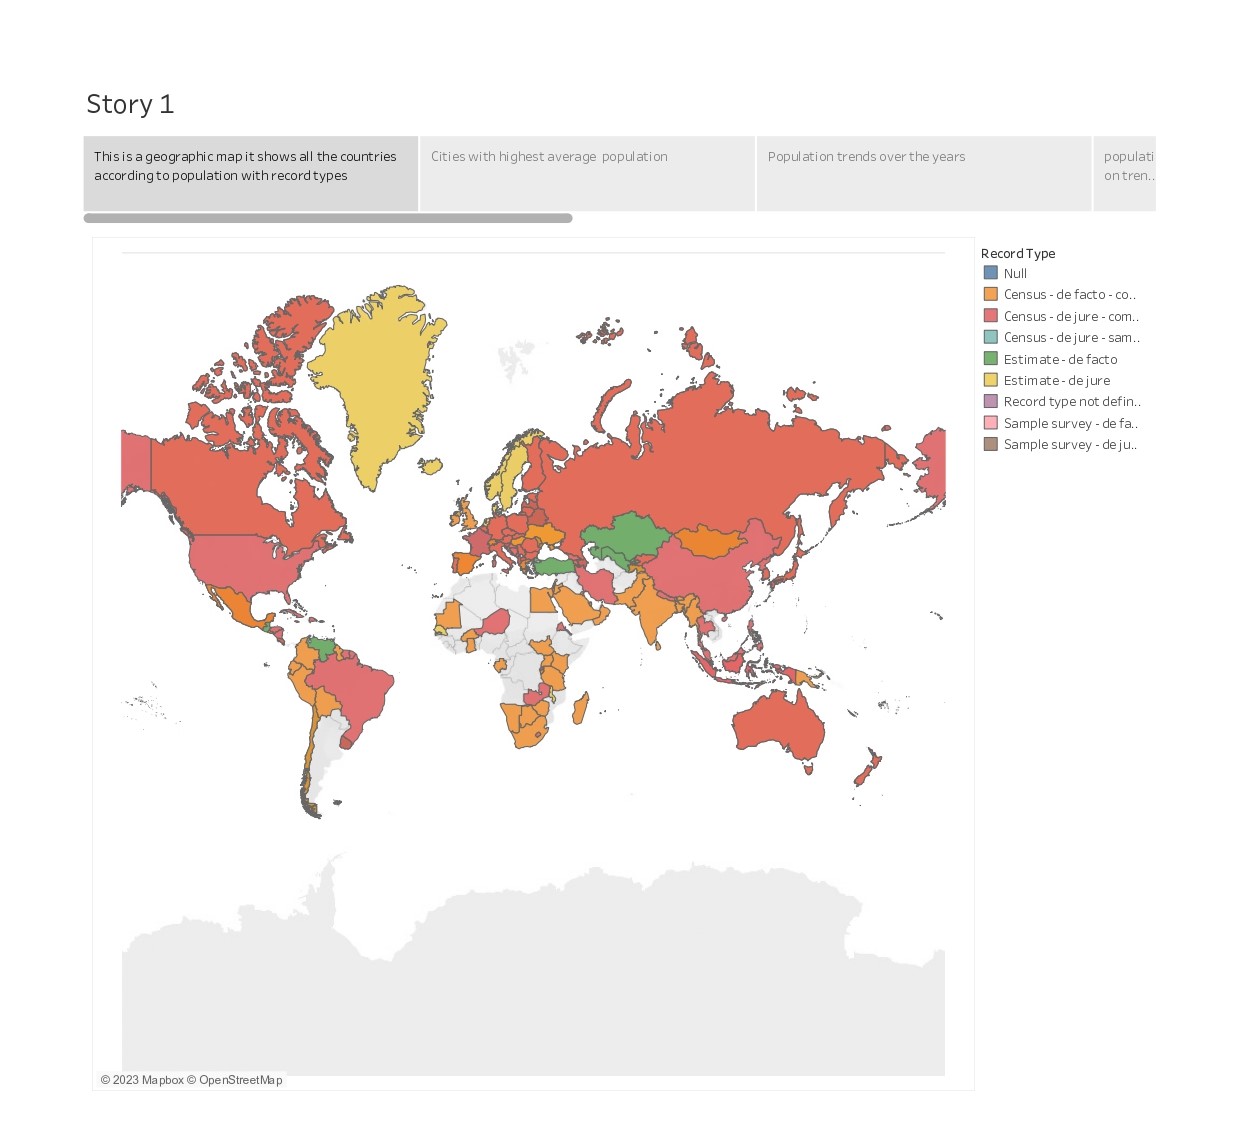 Story 1
This is a geographic map it shows all the countries
according to population with record types
Cities with highest average population
Population trends over the years
populati
on tren..
Record Type
Null
Census - de facto - co..
Census - de jure - com..
Census - de jure - sam..
Estimate - de facto
Estimate - de jure
Record type not defin..
Sample survey - de fa..
Sample survey - de ju..
© 2023 Mapbox © OpenStreetMap